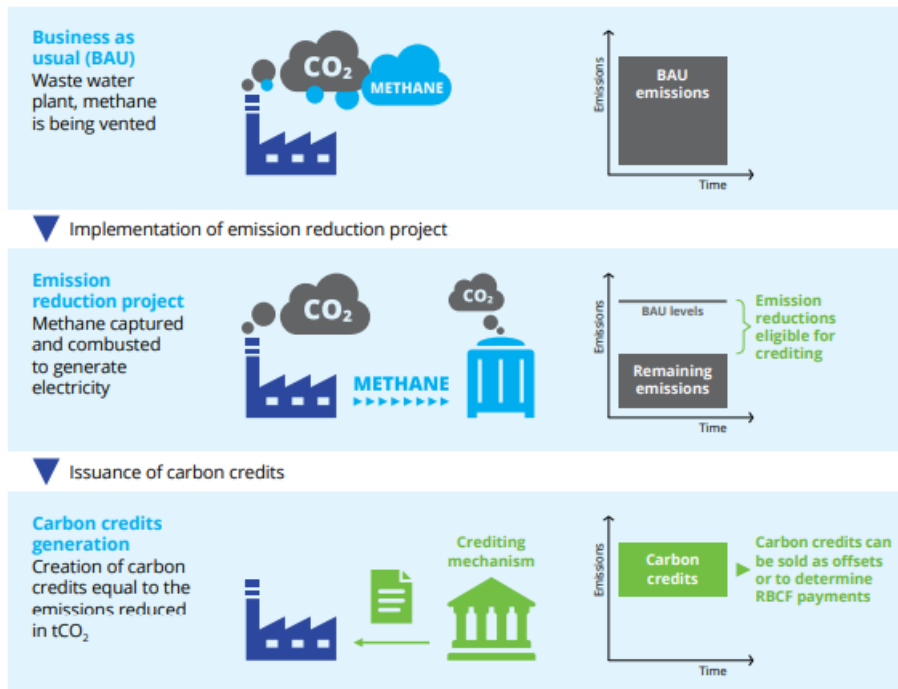 Business as
usual (BAU)
Waste water
plant, methane
is being vented
CO₂
METHANE
Emissions
BAU
emissions
Time
Implementation of emission reduction project
Emission
reduction project
Methane captured
and combusted
to generate
electricity
CO₂
METHANE
CO₂
Emissions
BAU levels
Remaining
emissions
Time
Emission
reductions
eligible for
crediting
Issuance of carbon credits
Carbon credits
generation
Creation of carbon
credits equal to the
emissions reduced
in tCO₂
Crediting
mechanism
Emissions
Carbon
credits
Time
Carbon credits can
be sold as offsets
or to determine
RBCF payments